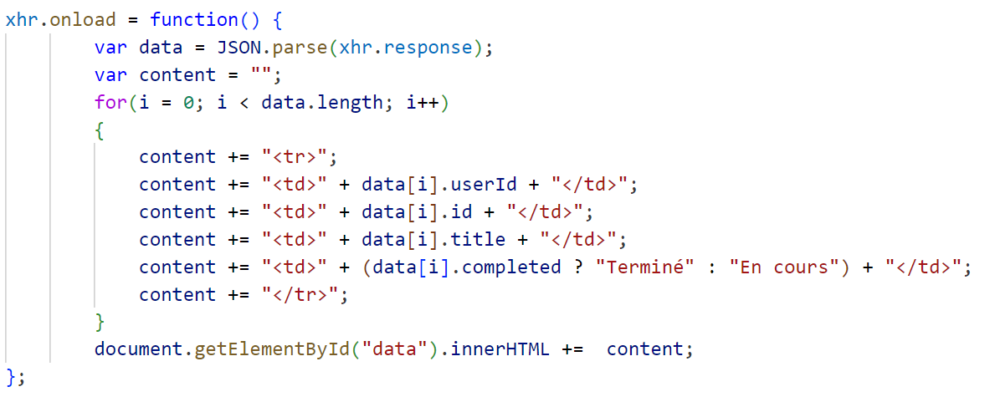 xhr.onload = function() {
var data = JSON.parse(xhr.response);
var content = "";
for(i = 0; i < data.length; i++)
{
content += "<tr>";
content += "<td>" + data[i].userId + "</td>";
content += "<td>" + data[i].id + "</td>";
content += "<td>" + data[i].title + "</td>";
content += "<td>" + (data[i].completed ? "Terminé" : "En cours") + "</td>";
content += "</tr>";
}
document.getElementById("data").innerHTML +=  content;
};